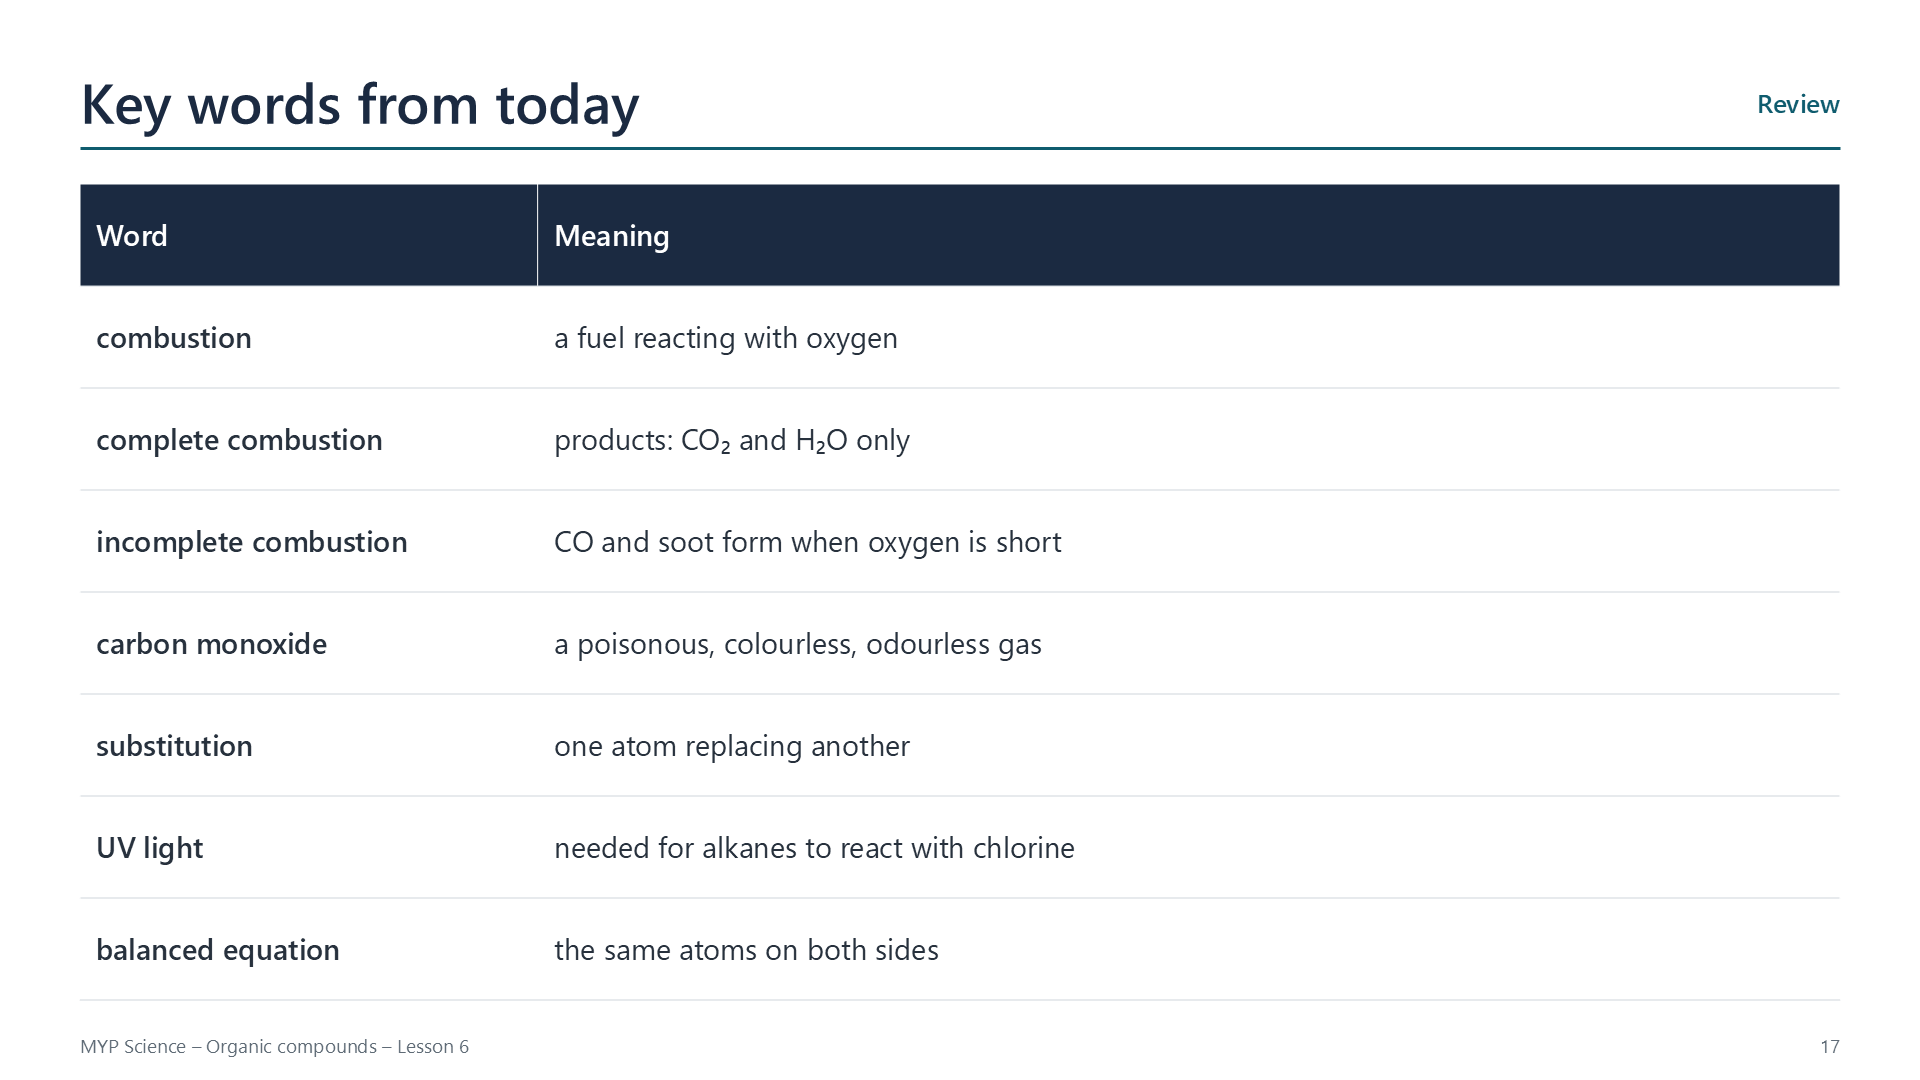 Key words from today
Review
Word
Meaning
combustion
a fuel reacting with oxygen
complete combustion
products: CO₂ and H₂O only
incomplete combustion
CO and soot form when oxygen is short
carbon monoxide
a poisonous, colourless, odourless gas
substitution
one atom replacing another
UV light
needed for alkanes to react with chlorine
balanced equation
the same atoms on both sides
MYP Science – Organic compounds – Lesson 6
17